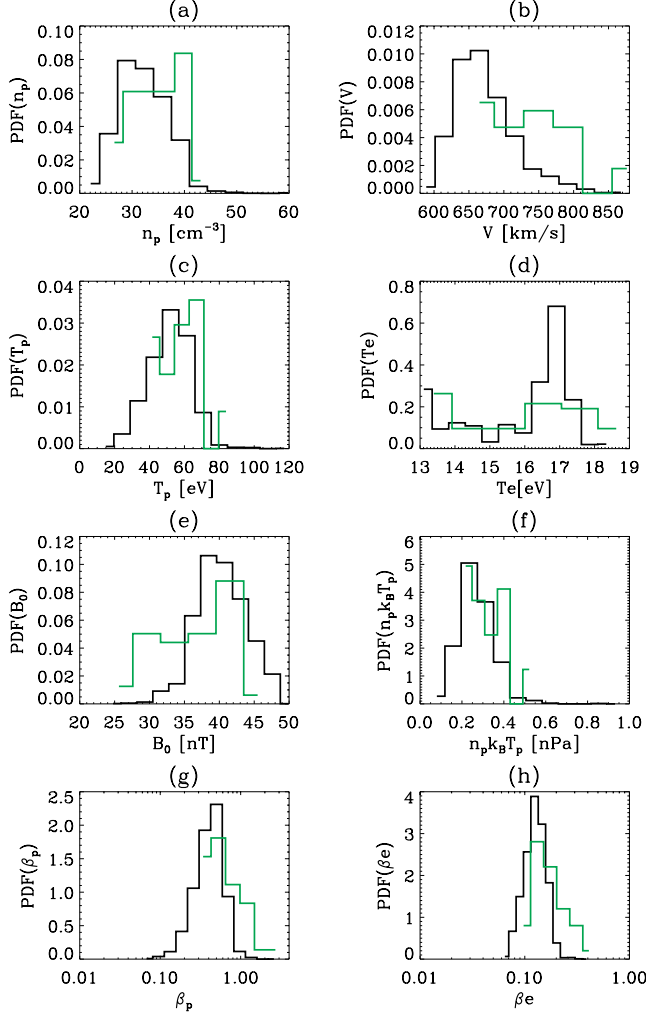 (a) (b)
PDF(n_p) 0.10 0.08 0.06 0.04 0.02 0.00
20 30 40 50 60
n_p [cm⁻³]
PDF(V) 0.012 0.010 0.008 0.006 0.004 0.002 0.000
600 650 700 750 800 850
V [km/s]
(c) (d)
PDF(T_p) 0.04 0.03 0.02 0.01 0.00
0 20 40 60 80 100 120
T_p [eV]
PDF(Te) 0.8 0.6 0.4 0.2 0.0
13 14 15 16 17 18 19
Te[eV]
(e) (f)
PDF(B₀) 0.12 0.10 0.08 0.06 0.04 0.02 0.00
20 25 30 35 40 45 50
B₀ [nT]
PDF(n_pk_BT_p) 6 5 4 3 2 1 0
0.0 0.2 0.4 0.6 0.8 1.0
n_pk_BT_p [nPa]
(g) (h)
PDF(β_p) 2.5 2.0 1.5 1.0 0.5 0.0
0.01 0.10 1.00
β_p
PDF(βe) 4 3 2 1 0
0.01 0.10 1.00
βe